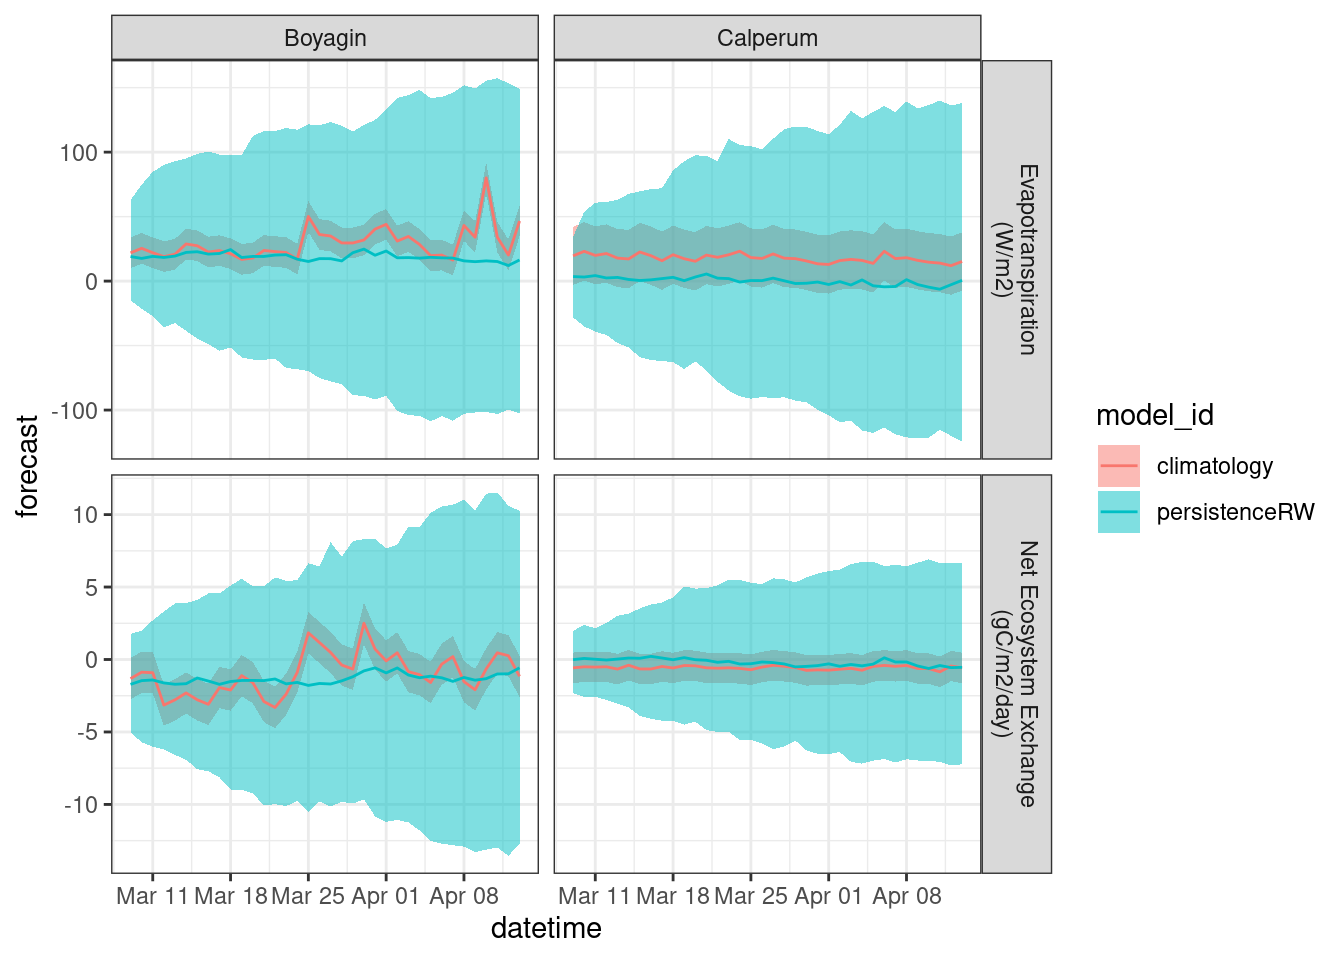 Boyagin
Calperum
100
0
-100
Evapotranspiration
(W/m2)
10
5
0
-5
-10
Net Ecosystem Exchange
(gC/m2/day)
forecast
Mar 11 Mar 18 Mar 25 Apr 01 Apr 08
Mar 11 Mar 18 Mar 25 Apr 01 Apr 08
datetime
model_id
climatology
persistenceRW